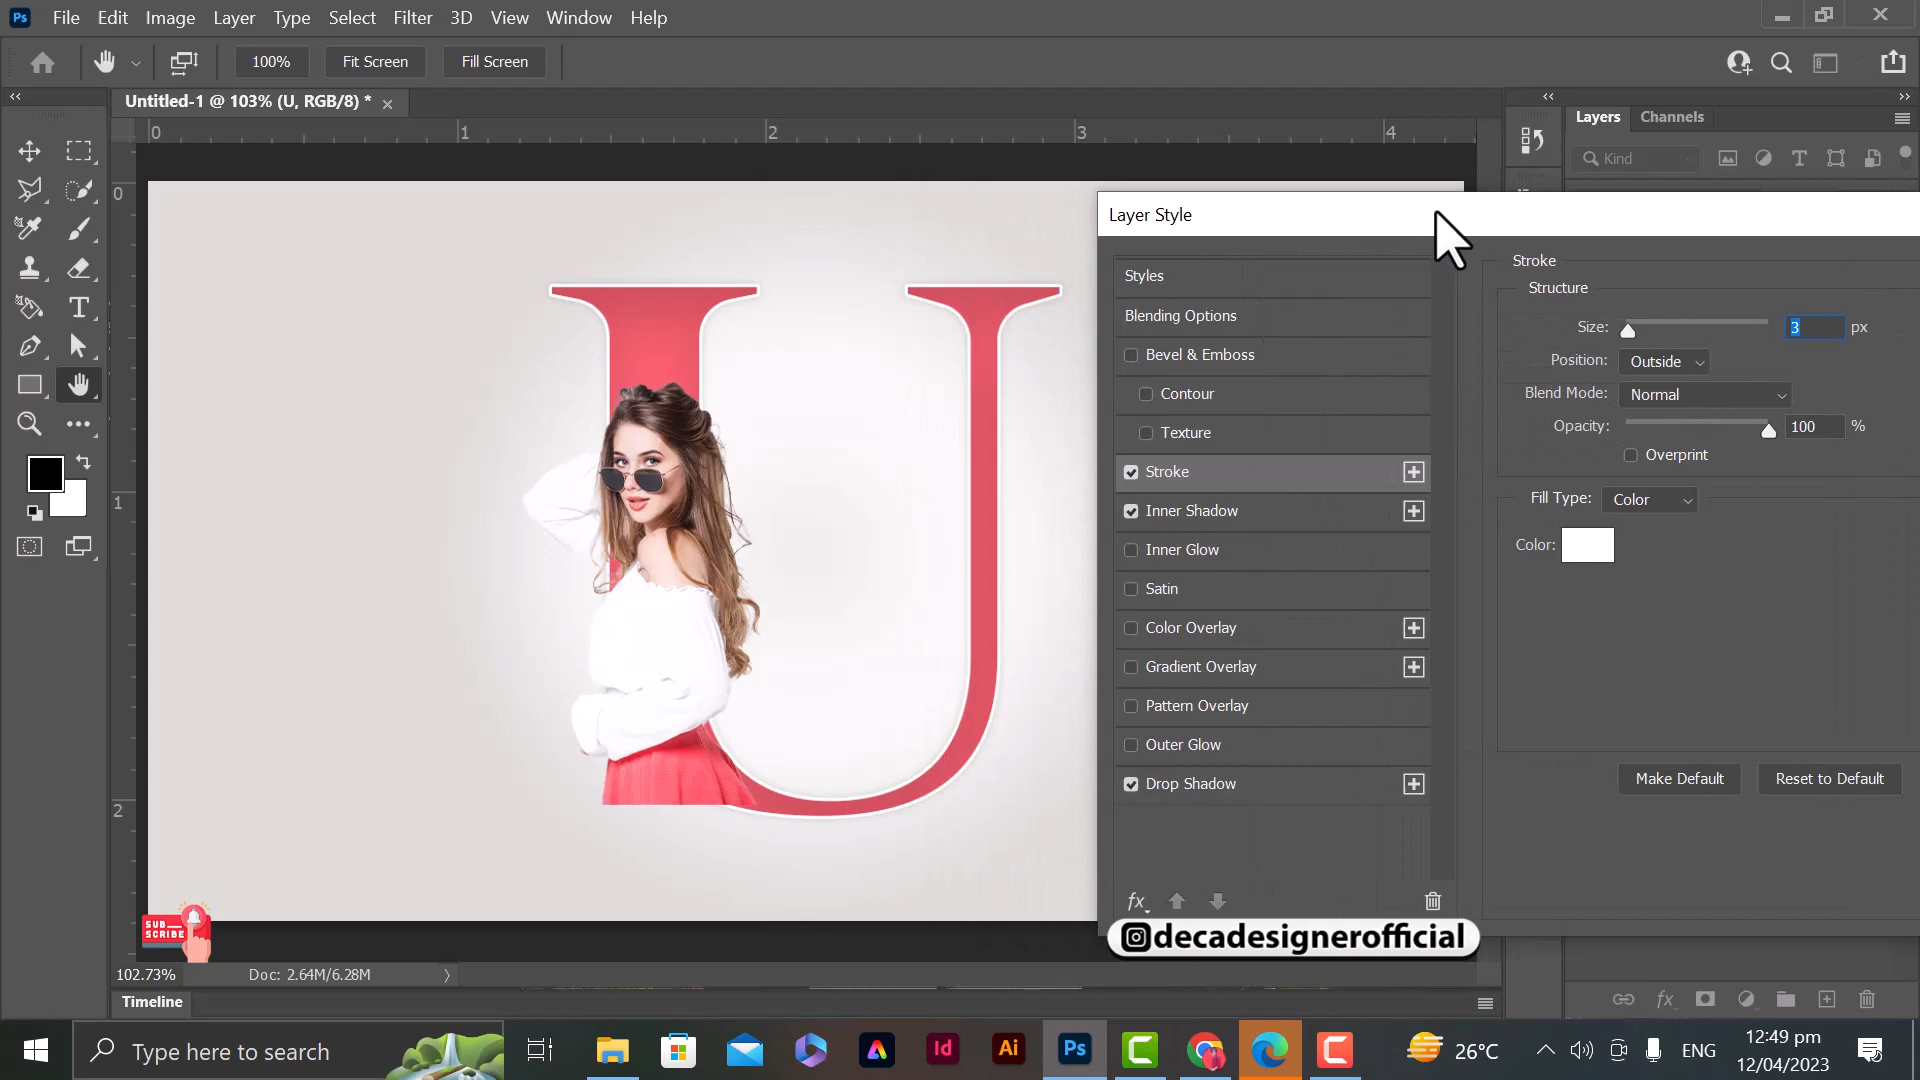 Ps File Edit Image Layer Type Select Filter 3D View Window Help
100% Fit Screen Fill Screen
Untitled-1 @ 103% (U, RGB/8) *
Layers Channels
0 1 2 3 4
Kind
0
1
2
U
Layer Style
Styles
Blending Options
Bevel & Emboss
Contour
Texture
Stroke
Inner Shadow
Inner Glow
Satin
Color Overlay
Gradient Overlay
Pattern Overlay
Outer Glow
Drop Shadow
fx
Stroke
Structure
Size: 3 px
Position: Outside
Blend Mode: Normal
Opacity: 100 %
Overprint
Fill Type: Color
Color:
Make Default Reset to Default
SUB
SCRIBE
decadesignerofficial
102.73% Doc: 2.64M/6.28M
fx
Timeline
Type here to search
Id Ai Ps
26°C
ENG
12:49 pm
12/04/2023